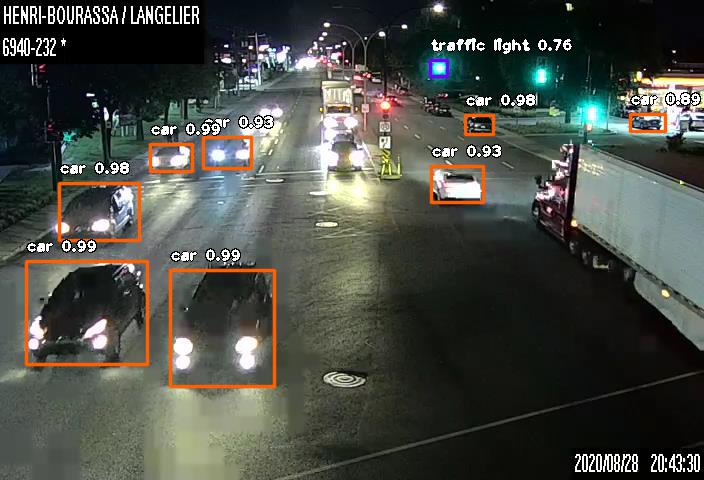 HENRI-BOURASSA / LANGELIER
6940-232 *
traffic light 0.76
car 0.98
car 0.89
car 0.99
car 0.93
car 0.93
car 0.98
car 0.99
car 0.99
2020/08/28 20:43:30